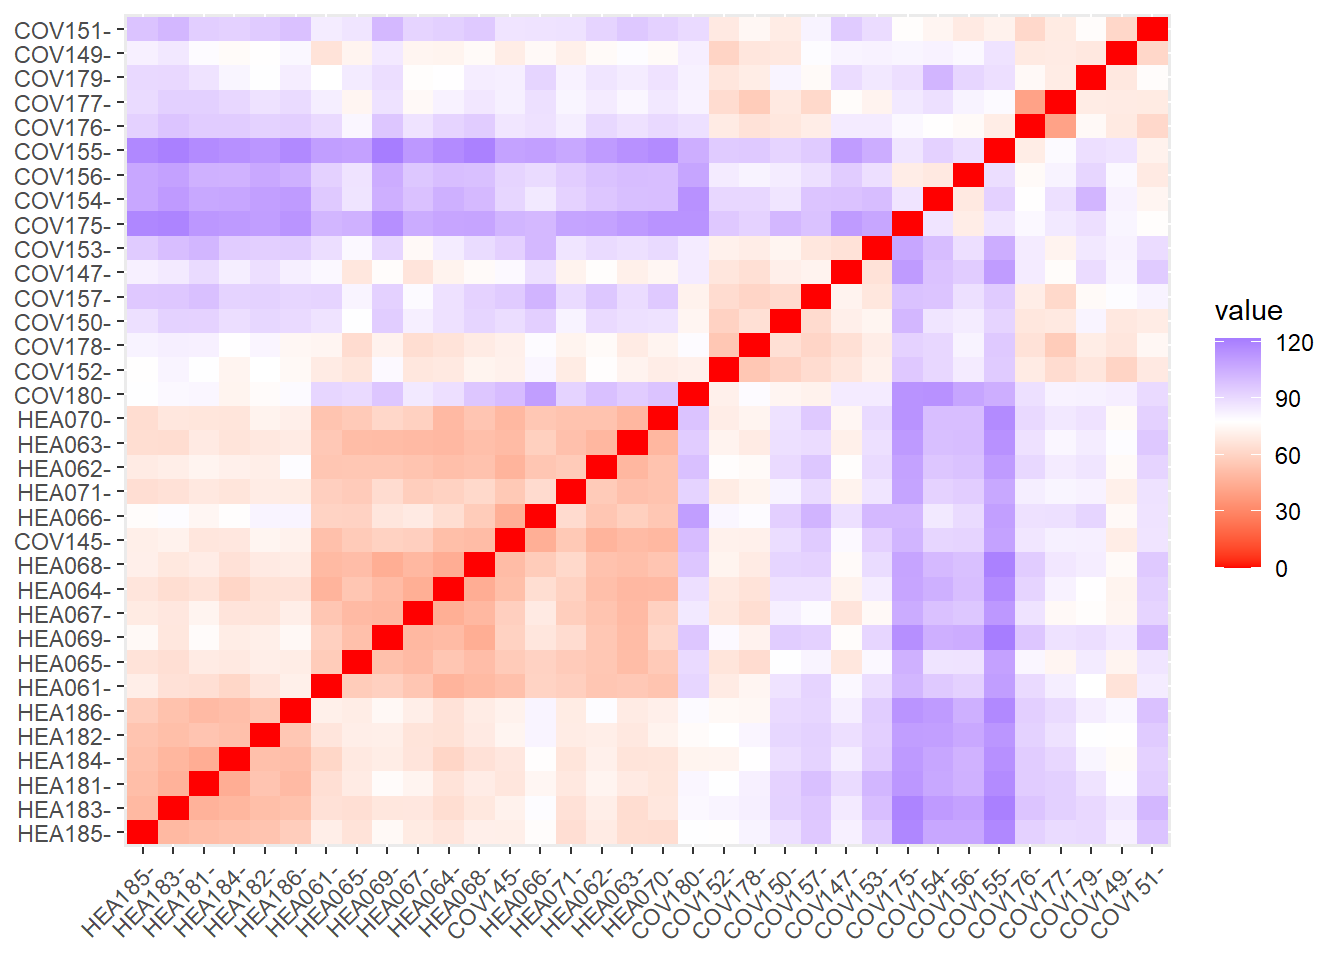 COV151-
COV149-
COV179-
COV177-
COV176-
COV155-
COV156-
COV154-
COV175-
COV153-
COV147-
COV157-
COV150-
COV178-
COV152-
COV180-
HEA070-
HEA063-
HEA062-
HEA071-
HEA066-
COV145-
HEA068-
HEA064-
HEA067-
HEA069-
HEA065-
HEA061-
HEA186-
HEA182-
HEA184-
HEA181-
HEA183-
HEA185-
HEA185-
HEA183-
HEA181-
HEA184-
HEA182-
HEA186-
HEA061-
HEA065-
HEA069-
HEA067-
HEA064-
HEA068-
COV145-
HEA066-
HEA071-
HEA062-
HEA063-
HEA070-
COV180-
COV152-
COV178-
COV150-
COV157-
COV147-
COV153-
COV175-
COV154-
COV156-
COV155-
COV176-
COV177-
COV179-
COV149-
COV151-
value
120
90
60
30
0